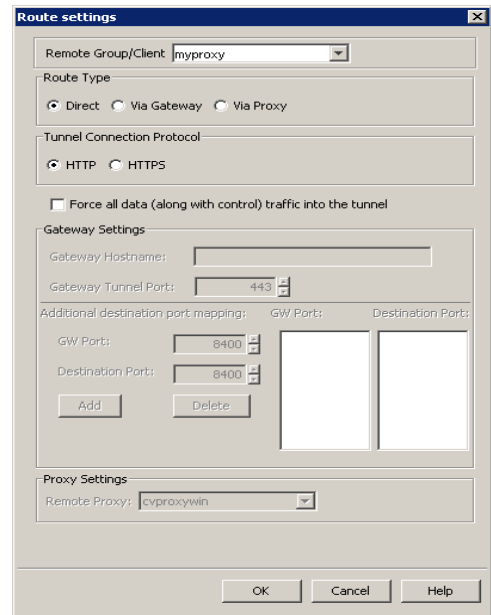 Route settings
Remote Group/Client myproxy
Route Type
Direct Via Gateway Via Proxy
Tunnel Connection Protocol
HTTP HTTPS
Force all data (along with control) traffic into the tunnel
Gateway Settings
Gateway Hostname:
Gateway Tunnel Port: 443
Additional destination port mapping: GW Port: Destination Port:
GW Port: 8400
Destination Port: 8400
Add Delete
Proxy Settings
Remote Proxy: cvproxywin
OK Cancel Help